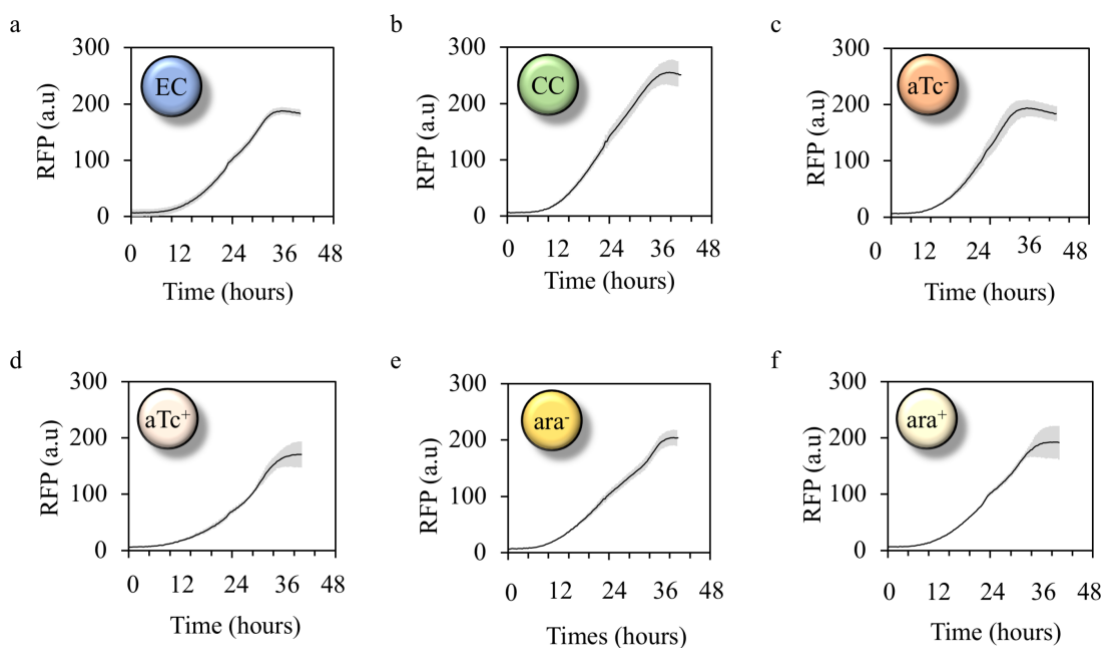 a
b
c
300
200
100
0
RFP (a.u)
EC
0 12 24 36 48
Time (hours)
300
200
100
0
RFP (a.u)
CC
0 12 24 36 48
Time (hours)
300
200
100
0
RFP (a.u)
aTc⁻
0 12 24 36 48
Time (hours)
d
e
f
300
200
100
0
RFP (a.u)
aTc⁺
0 12 24 36 48
Time (hours)
300
200
100
0
RFP (a.u)
ara⁻
0 12 24 36 48
Times (hours)
300
200
100
0
RFP (a.u)
ara⁺
0 12 24 36 48
Time (hours)